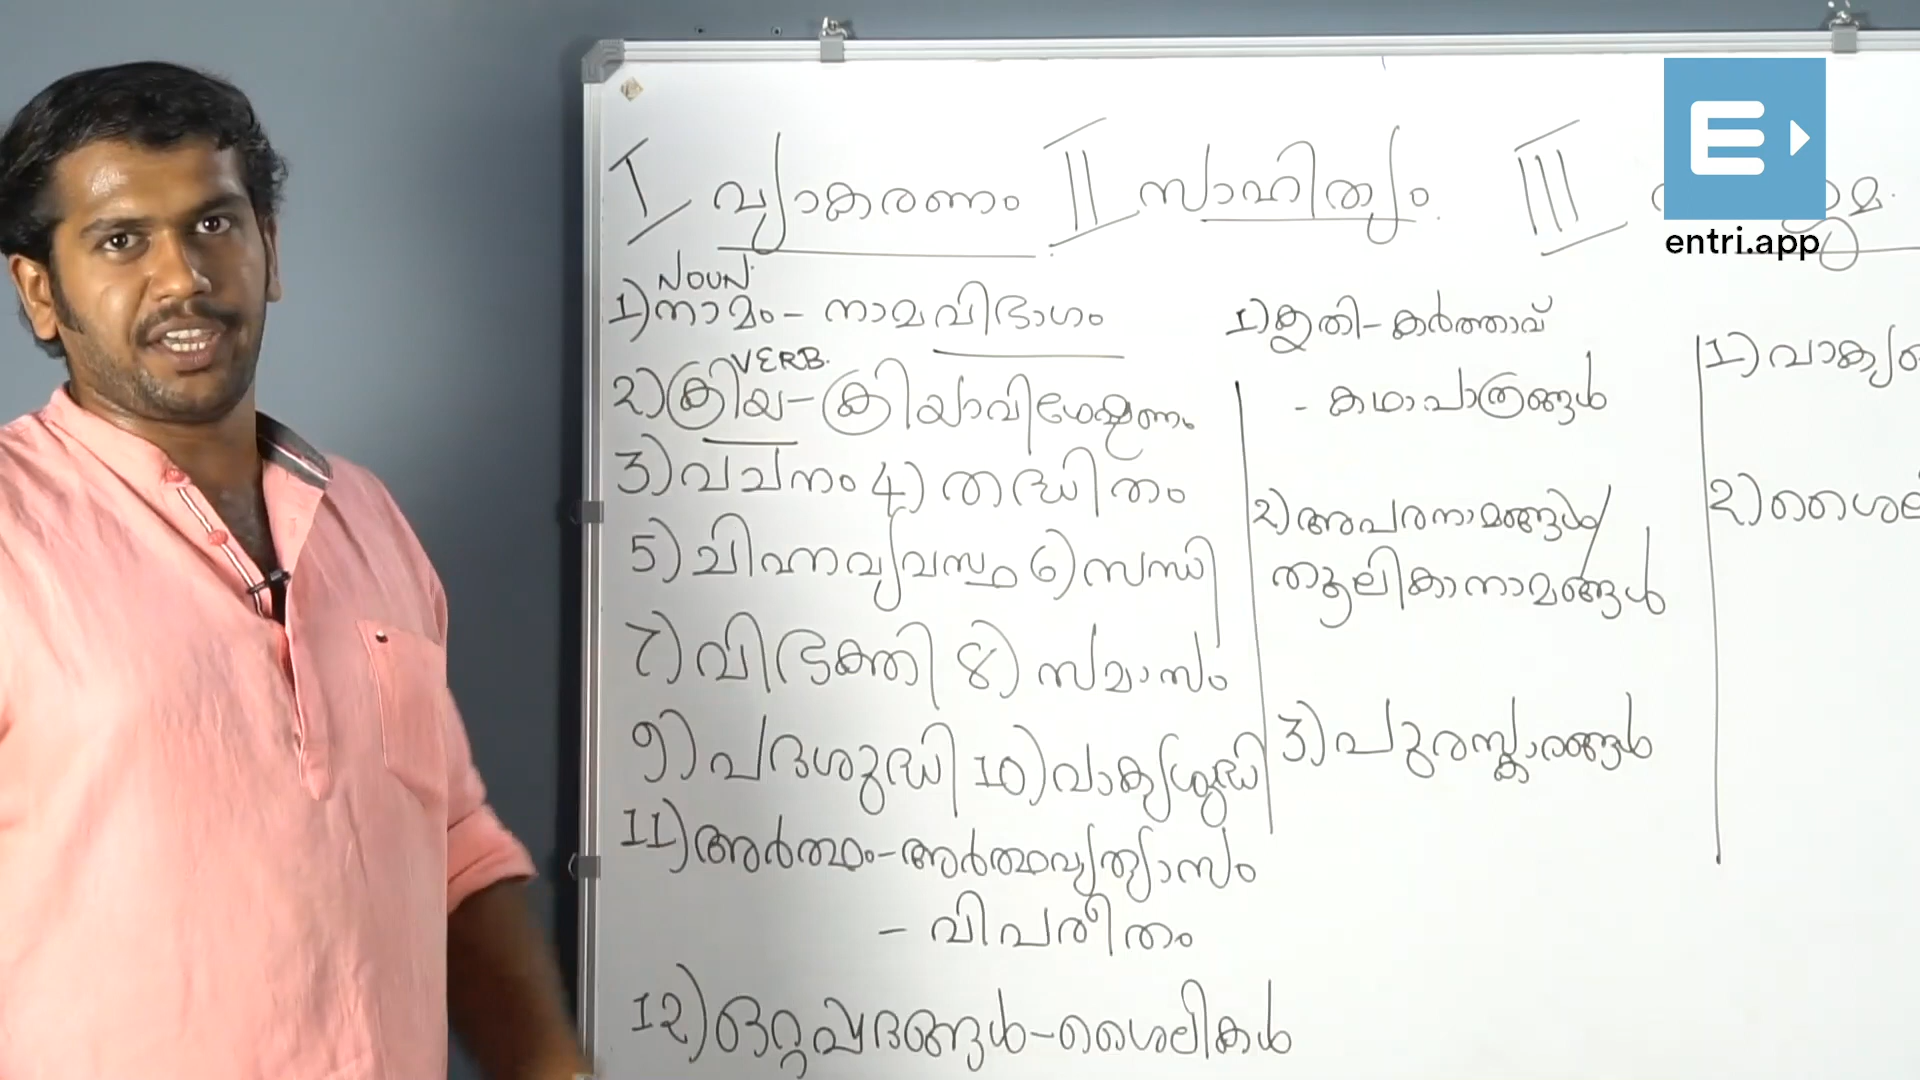 I വ്യാകരണം II സാഹിത്യം. III
entri.app
NOUN
1) നാമം - നാമവിഭാഗം
VERB.
2) ക്രിയ - ക്രിയാവിശേഷണം
3) വചനം 4) തദ്ധിതം
5) ചിഹ്നവ്യവസ്ഥ 6) സന്ധി
7) വിഭക്തി 8) സമാസം
9) പദശുദ്ധി 10) വാക്യശുദ്ധി
11) അർത്ഥം - അർത്ഥവ്യത്യാസം
- വിപരീതം
12) ഒറ്റപ്പദങ്ങൾ - ശൈലികൾ
1) കൃതി - കർത്താവ്
- കഥാപാത്രങ്ങൾ
2) അപരനാമങ്ങൾ/
തൂലികാനാമങ്ങൾ
3) പുരസ്കാരങ്ങൾ
1)
2)